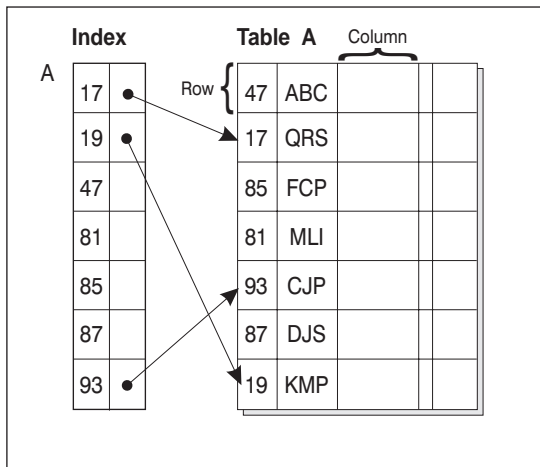 Index Table A Column
A
Row
17 47 ABC
19 17 QRS
47 85 FCP
81 81 MLI
85 93 CJP
87 87 DJS
93 19 KMP